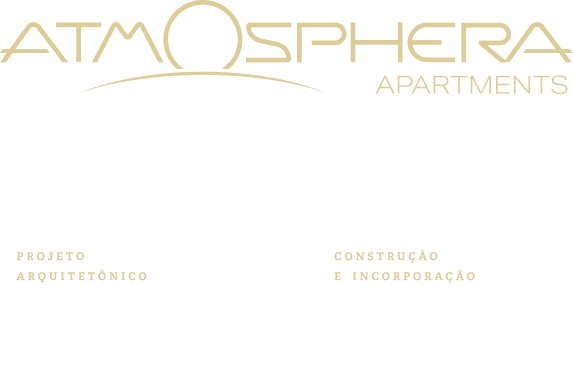 ATMOSPHERA
APARTMENTS
PROJETO
ARQUITETÔNICO
CONSTRUÇÃO
E INCORPORAÇÃO